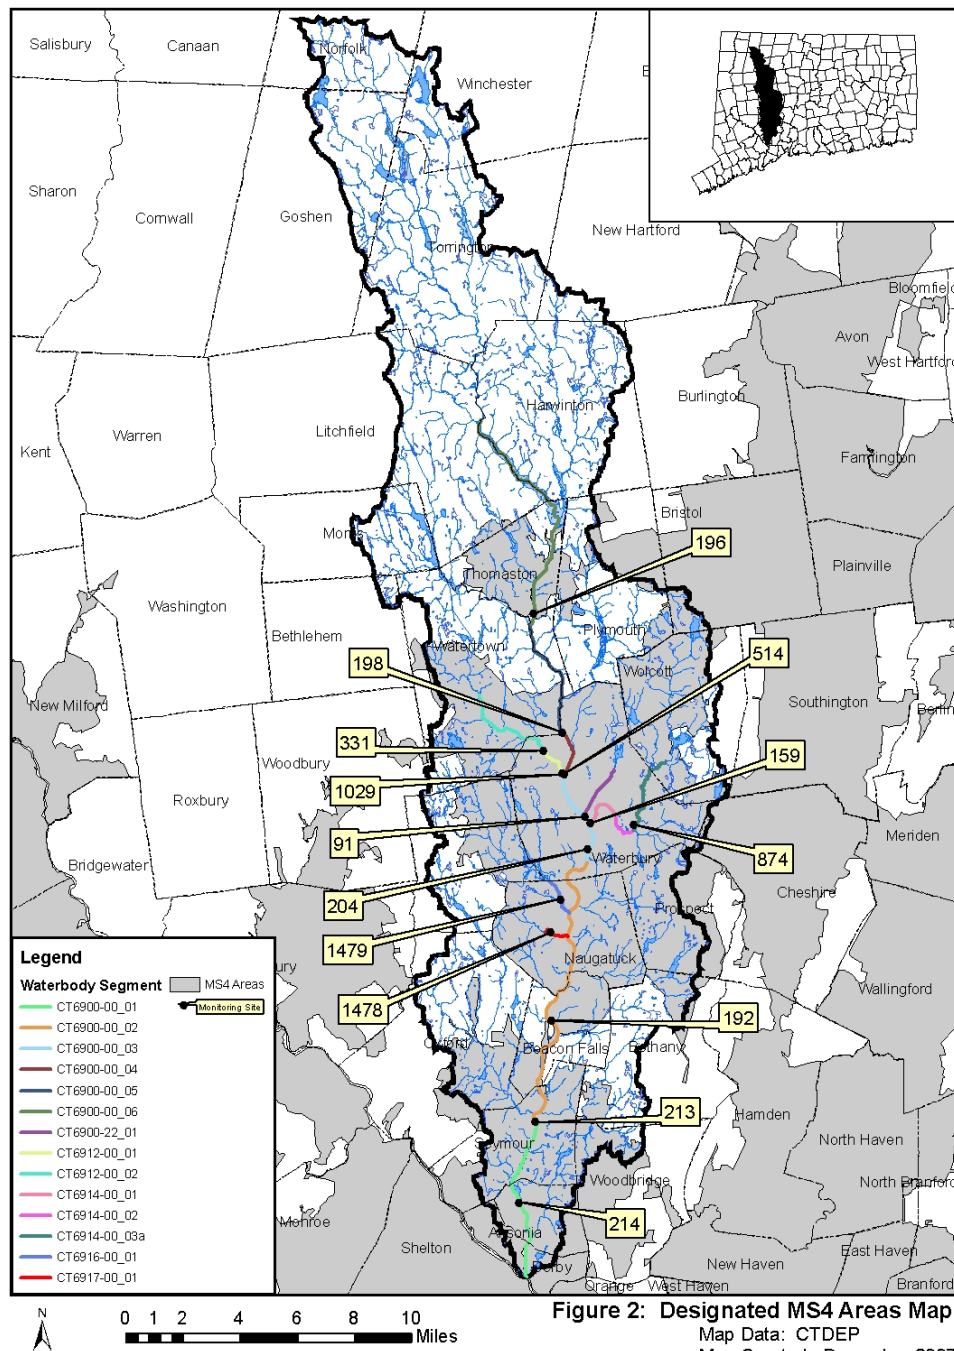 Salisbury
Canaan
Norfolk
Winchester
Sharon
Cornwall
Goshen
Torrington
New Hartford
Bloomfield
Avon
West Hartford
Harwinton
Burlington
Kent
Warren
Litchfield
Farmington
Bristol
Morris
196
Plainville
Thomaston
Washington
Bethlehem
Plymouth
Watertown
514
198
Wolcott
New Milford
Southington
331
159
Woodbury
1029
Roxbury
Meriden
91
874
Waterbury
Bridgewater
Cheshire
204
Prospect
1479
Naugatuck
Wallingford
1478
192
Oxford
Beacon Falls
Bethany
213
Hamden
Seymour
North Haven
Woodbridge
North Branford
214
Monroe
Ansonia
Shelton
New Haven
East Haven
Derby
Orange
West Haven
Branford
Legend
Waterbody Segment
MS4 Areas
CT6900-00_01
Monitoring Site
CT6900-00_02
CT6900-00_03
CT6900-00_04
CT6900-00_05
CT6900-00_06
CT6900-22_01
CT6912-00_01
CT6912-00_02
CT6914-00_01
CT6914-00_02
CT6914-00_03a
CT6916-00_01
CT6917-00_01
N
0 1 2 4 6 8 10
Miles
Figure 2: Designated MS4 Areas Map
Map Data: CTDEP